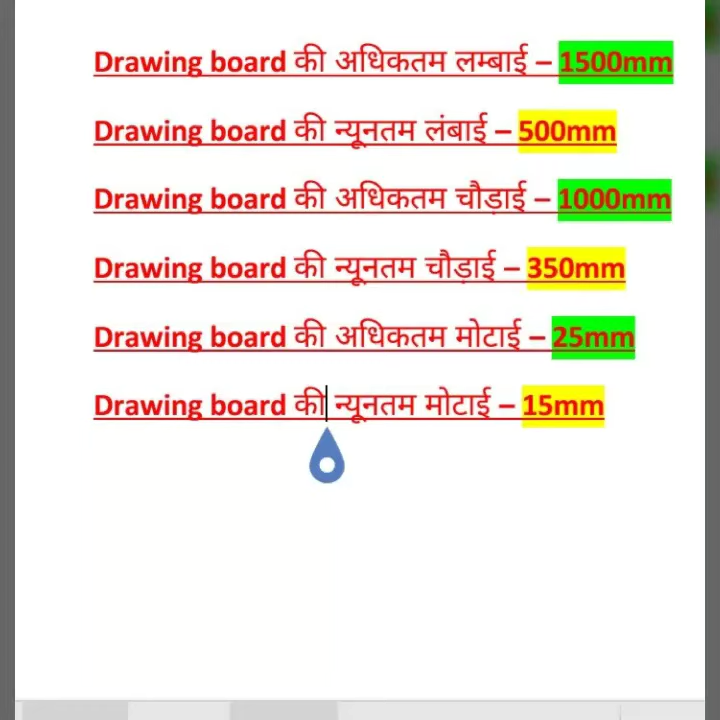 Drawing board की अधिकतम लम्बाई – 1500mm
Drawing board की न्यूनतम लंबाई – 500mm
Drawing board की अधिकतम चौड़ाई – 1000mm
Drawing board की न्यूनतम चौड़ाई – 350mm
Drawing board की अधिकतम मोटाई – 25mm
Drawing board की न्यूनतम मोटाई – 15mm